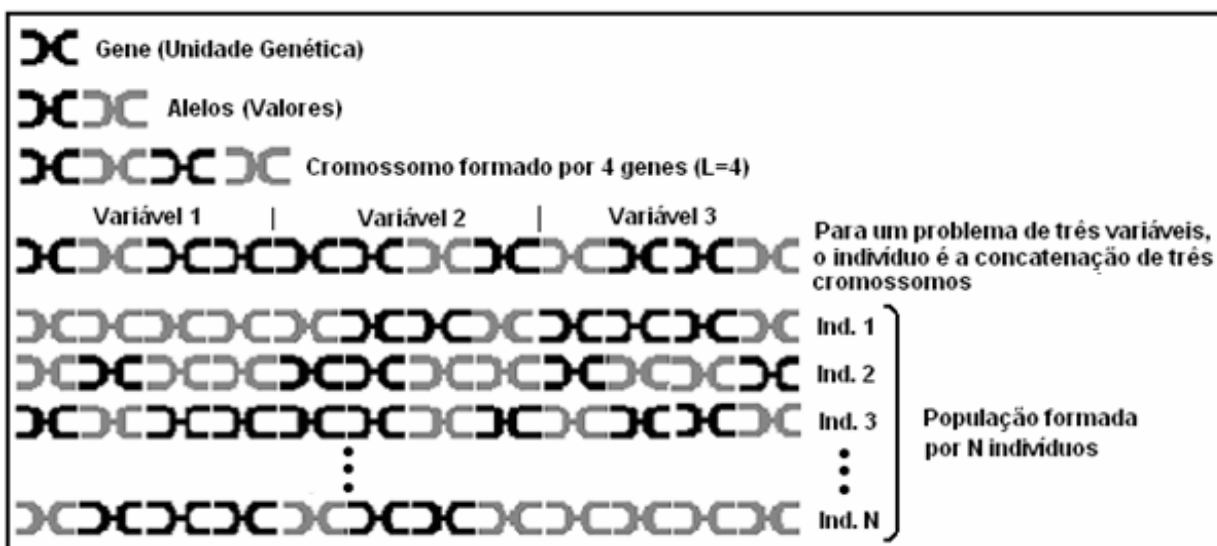 Gene (Unidade Genética)
Alelos (Valores)
Cromossomo formado por 4 genes (L=4)
Variável 1 | Variável 2 | Variável 3
Para um problema de três variáveis,
o indivíduo é a concatenação de três
cromossomos
Ind. 1
Ind. 2
Ind. 3
População formada
por N indivíduos
Ind. N